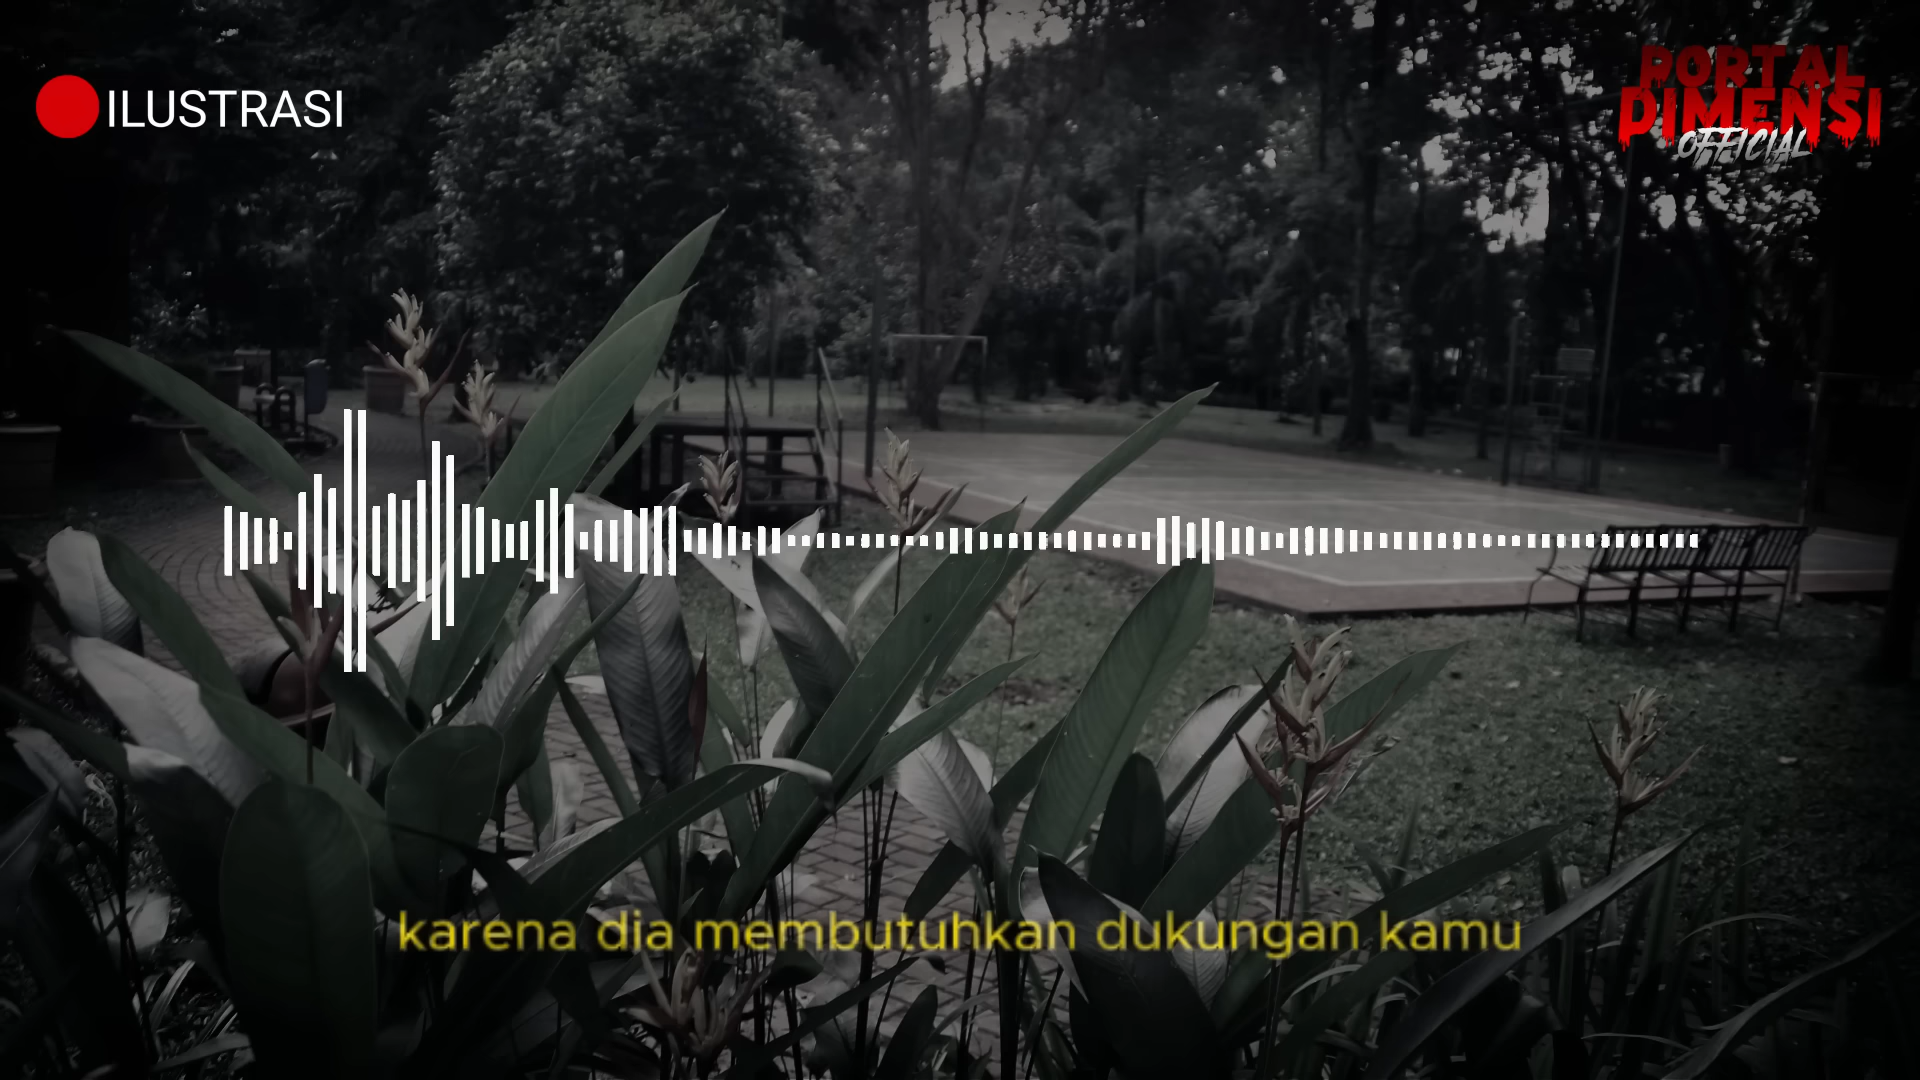 ILUSTRASI
PORTAL
DIMENSI
OFFICIAL
karena dia membutuhkan dukungan kamu